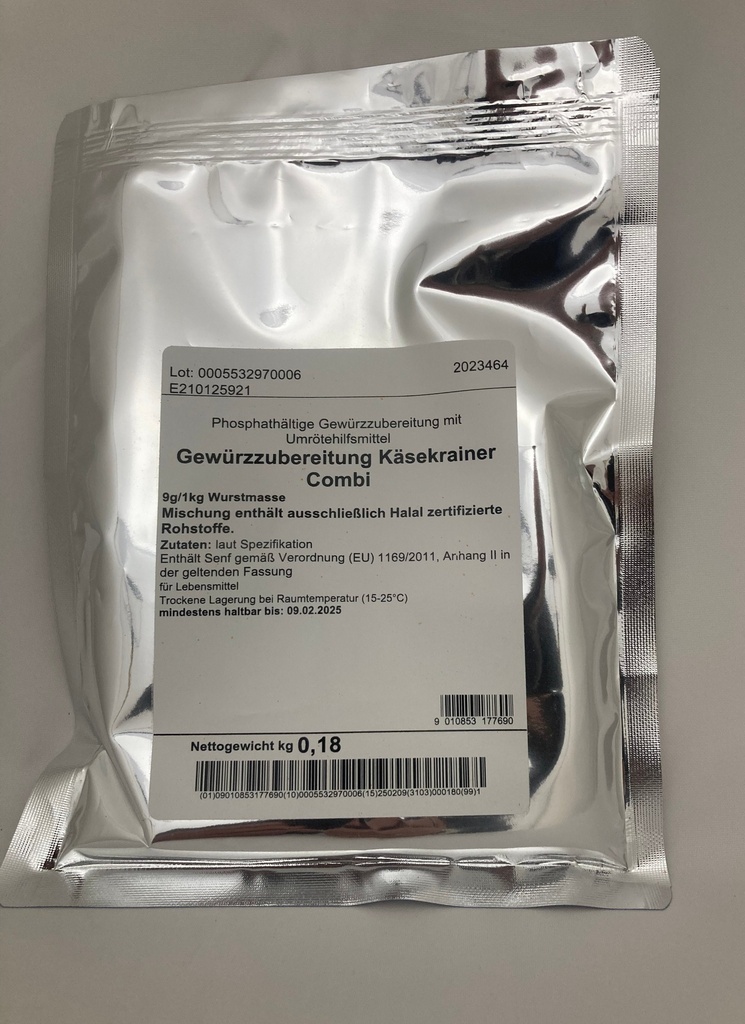 Lot: 0005532970006
2023464
E210125921
Phosphathältige Gewürzzubereitung mit
Umrötehilfsmittel
Gewürzzubereitung Käsekrainer
Combi
9g/1kg Wurstmasse
Mischung enthält ausschließlich Halal zertifizierte
Rohstoffe.
Zutaten: laut Spezifikation
Enthält Senf gemäß Verordnung (EU) 1169/2011, Anhang II in
der geltenden Fassung
für Lebensmittel
Trockene Lagerung bei Raumtemperatur (15-25°C)
mindestens haltbar bis: 09.02.2025
9 010853 177690
Nettogewicht kg 0,18
(01)09010853177690(10)0005532970006(15)250209(3103)000180(99)1